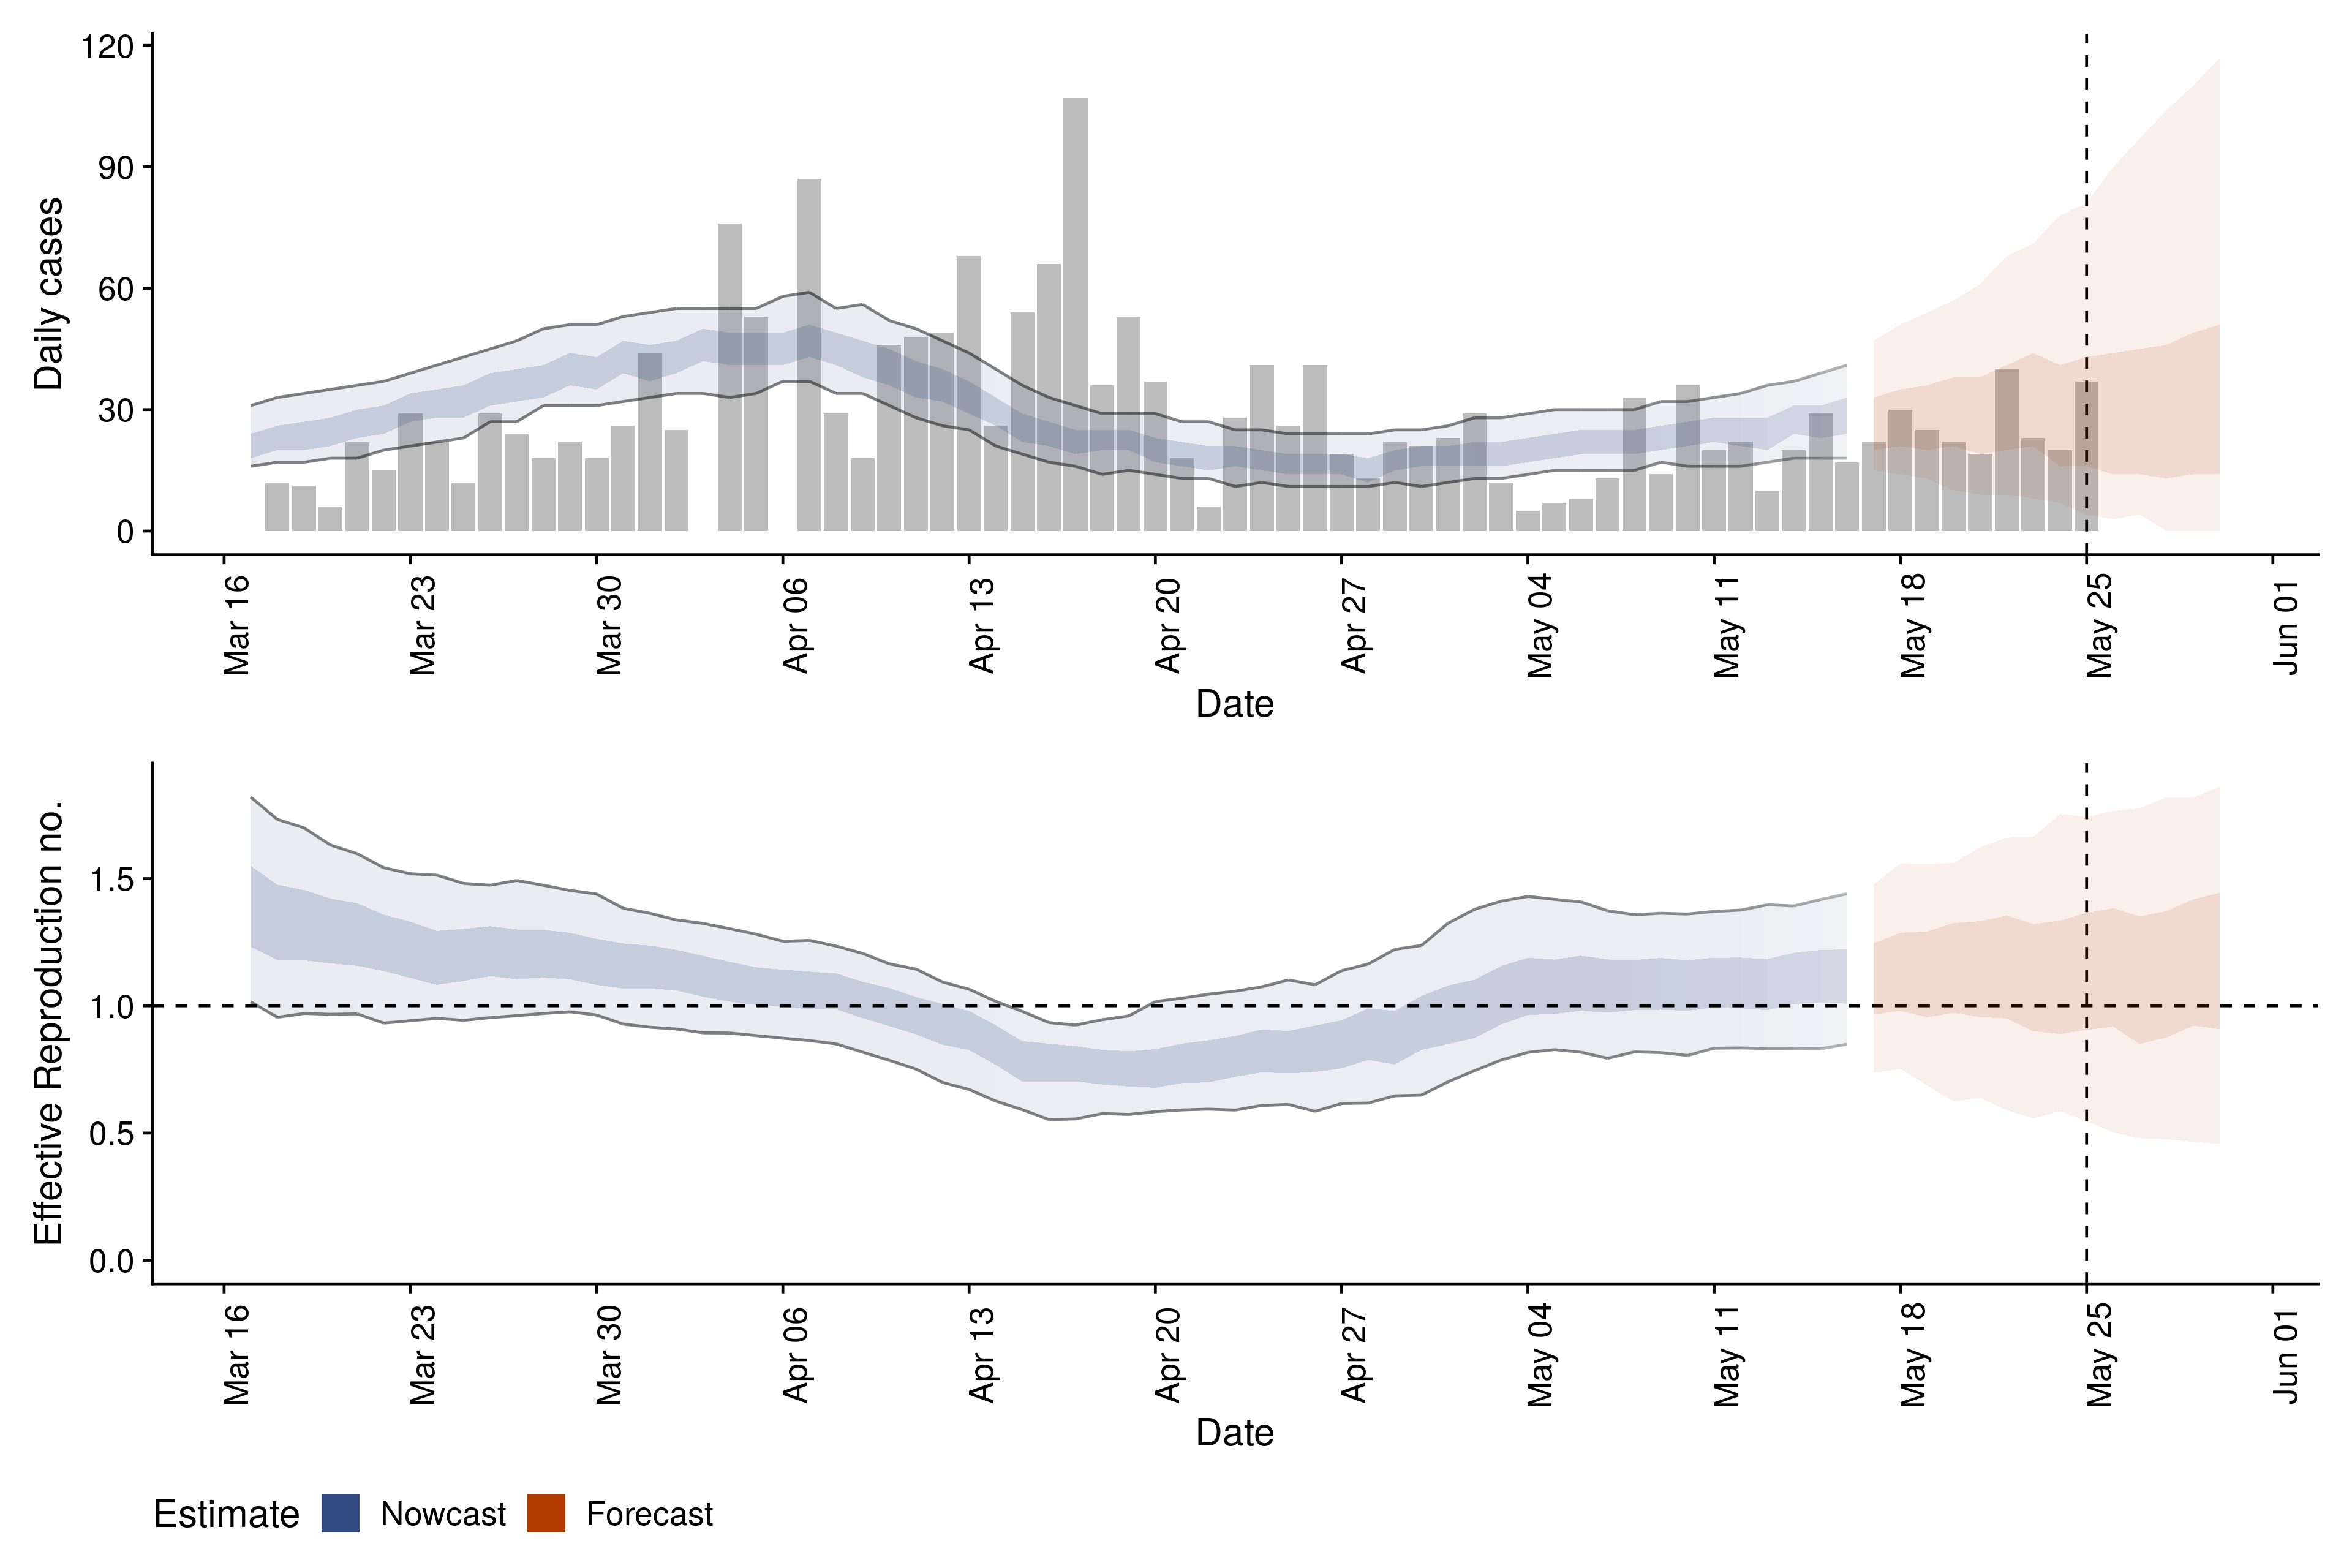 Daily cases
120
90
60
30
0
Mar 16
Mar 23
Mar 30
Apr 06
Apr 13
Apr 20
Apr 27
May 04
May 11
May 18
May 25
Jun 01
Date
Effective Reproduction no.
1.5
1.0
0.5
0.0
Mar 16
Mar 23
Mar 30
Apr 06
Apr 13
Apr 20
Apr 27
May 04
May 11
May 18
May 25
Jun 01
Date
Estimate Nowcast Forecast